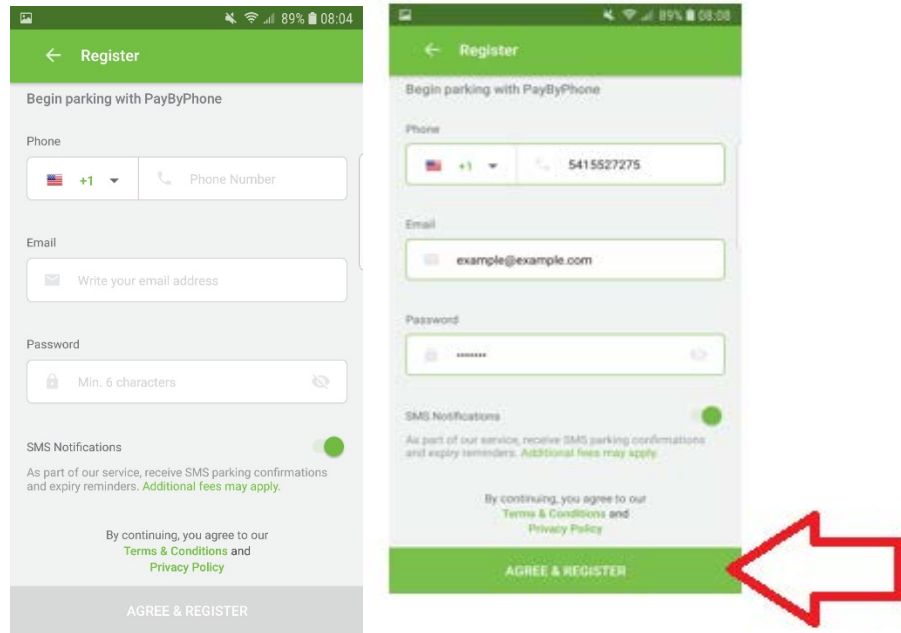 89% 08:04
Register
Begin parking with PayByPhone
Phone
+1 Phone Number
Email
Write your email address
Password
Min. 6 characters
SMS Notifications
As part of our service, receive SMS parking confirmations
and expiry reminders. Additional fees may apply.
By continuing, you agree to our
Terms & Conditions and
Privacy Policy
AGREE & REGISTER
89% 08:08
Register
Begin parking with PayByPhone
Phone
+1 5415527275
Email
example@example.com
Password
•••••••
SMS Notifications
As part of our service, receive SMS parking confirmations
and expiry reminders. Additional fees may apply.
By continuing, you agree to our
Terms & Conditions and
Privacy Policy
AGREE & REGISTER